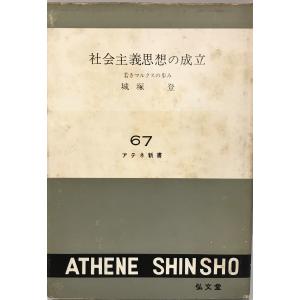 社会主義思想の成立
若きマルクスの歩み
城塚 登
67
アテネ新書
ATHENE SHINSHO
弘文堂